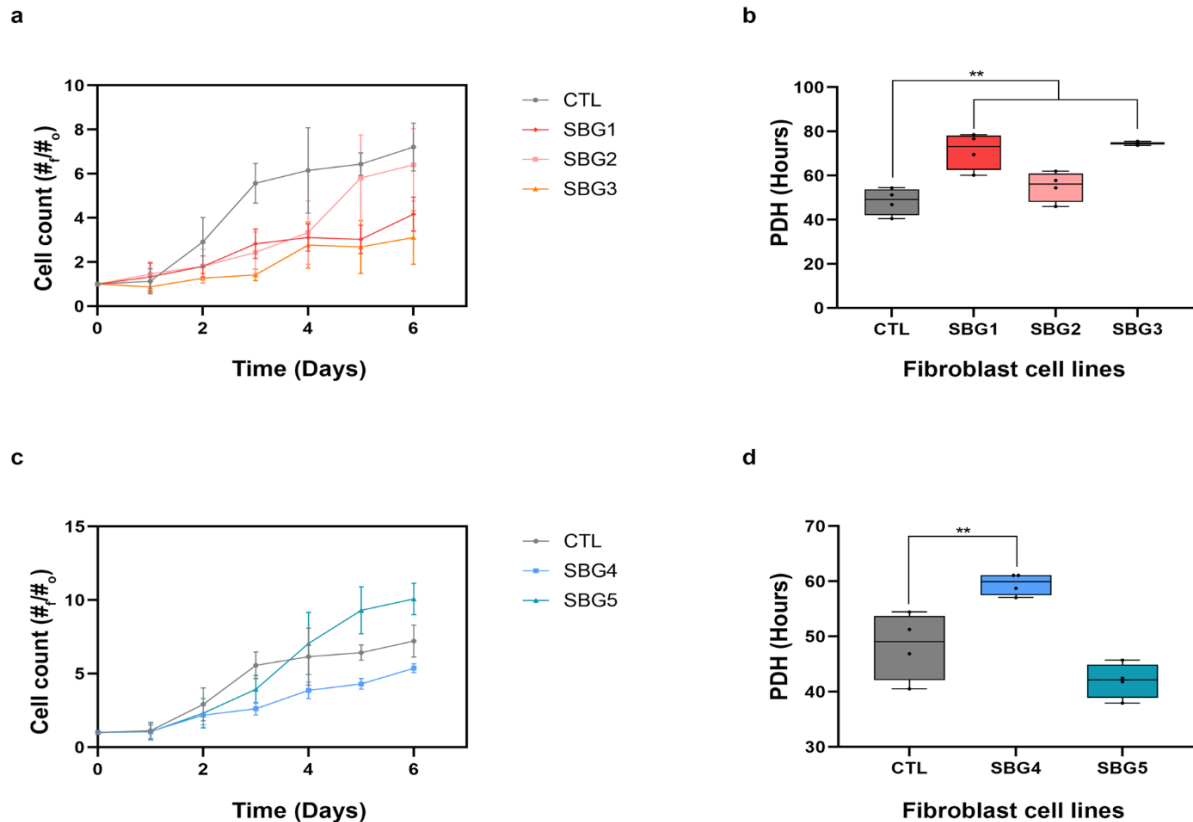 a
Cell count (#f/#o)
10
8
6
4
2
0
0 2 4 6
Time (Days)
CTL
SBG1
SBG2
SBG3
b
PDH (Hours)
100
80
60
40
20
0
**
CTL SBG1 SBG2 SBG3
Fibroblast cell lines
c
Cell count (#f/#o)
15
10
5
0
0 2 4 6
Time (Days)
CTL
SBG4
SBG5
d
PDH (Hours)
70
60
50
40
30
**
CTL SBG4 SBG5
Fibroblast cell lines